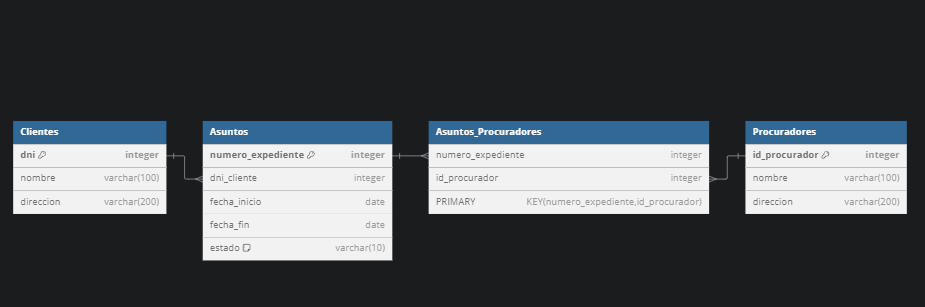 Clientes
dni integer
nombre varchar(100)
direccion varchar(200)
Asuntos
numero_expediente integer
dni_cliente integer
fecha_inicio date
fecha_fin date
estado varchar(10)
Asuntos_Procuradores
numero_expediente integer
id_procurador integer
PRIMARY KEY(numero_expediente,id_procurador)
Procuradores
id_procurador integer
nombre varchar(100)
direccion varchar(200)